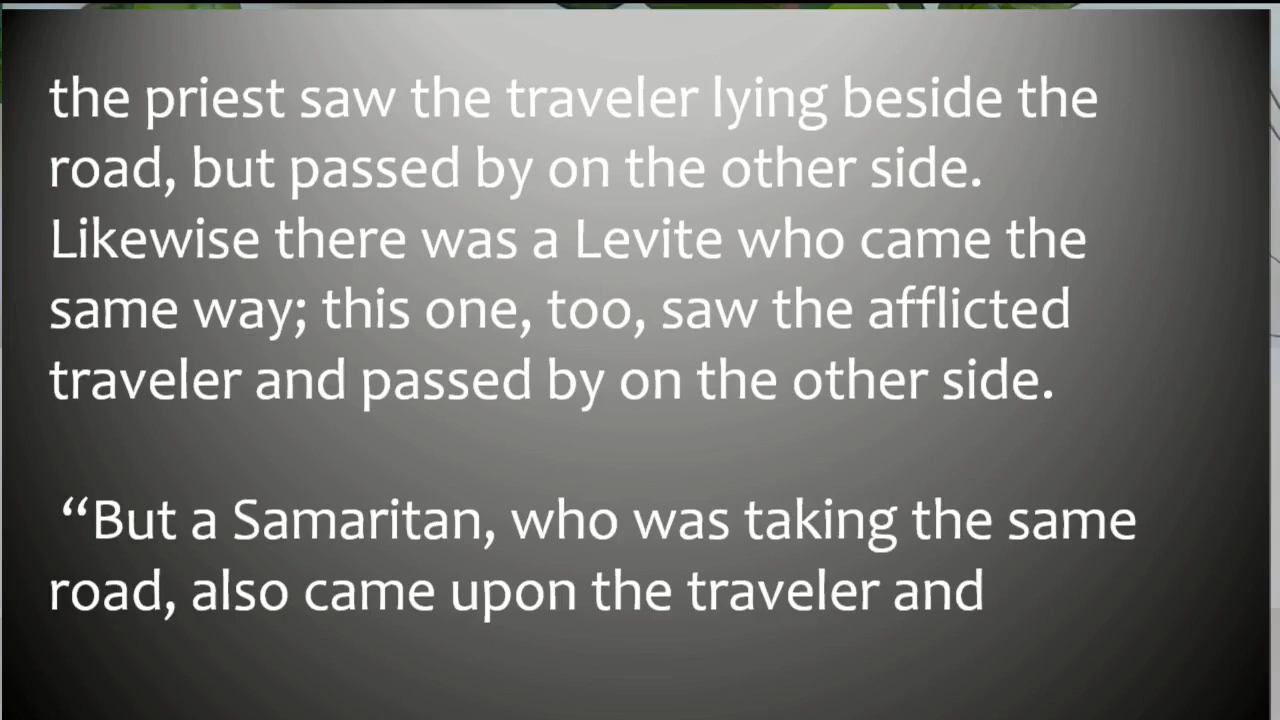 the priest saw the traveler lying beside the
road, but passed by on the other side.
Likewise there was a Levite who came the
same way; this one, too, saw the afflicted
traveler and passed by on the other side.
“But a Samaritan, who was taking the same
road, also came upon the traveler and